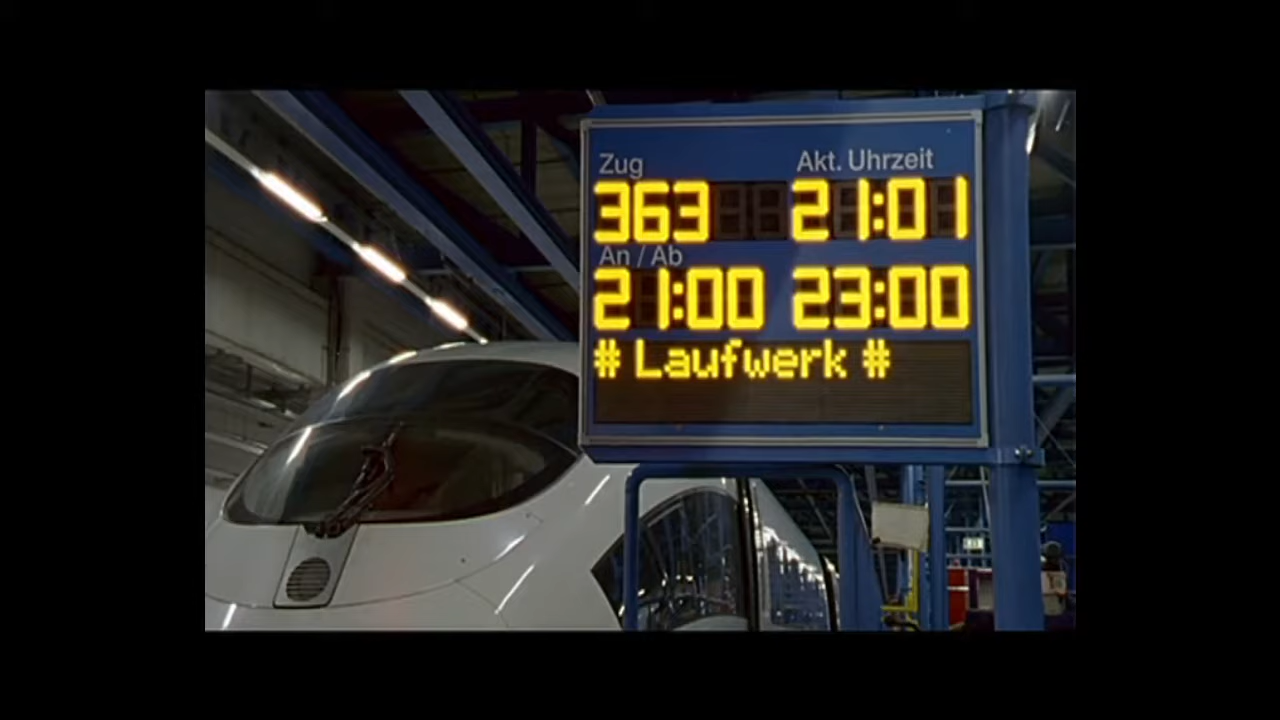 Zug Akt. Uhrzeit
363 21:01
An / Ab
21:00 23:00
# Laufwerk #